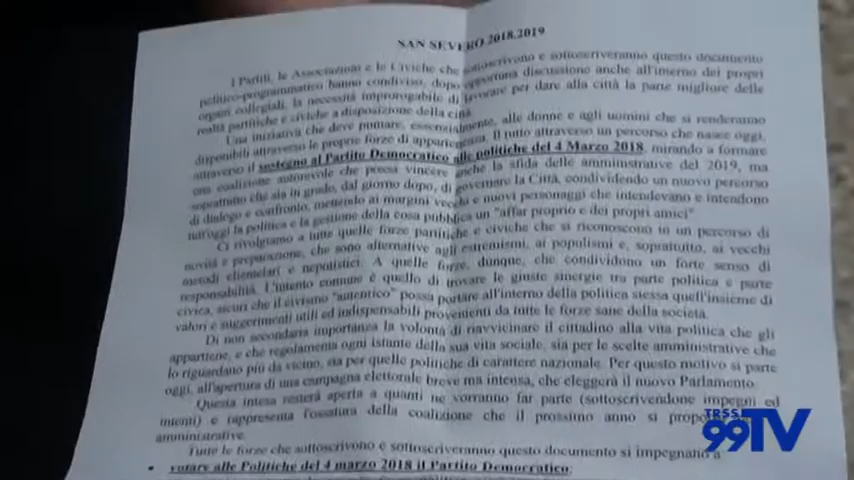 SAN SEVERO 2018.2019
I Partiti, le Associazioni e le Civiche che sottoscrivono e sottoscriveranno questo documento
politico-programmatico hanno condiviso, dopo opportuna discussione anche all'interno dei propri
organi collegiali, la necessità improrogabile di lavorare per dare alla città la parte migliore delle
realtà partitiche e civiche a disposizione della città.
Una iniziativa che deve puntare, essenzialmente, alle donne e agli uomini che si renderanno
disponibili attraverso le proprie forze di appartenenza. Il tutto attraverso un percorso che nasce oggi,
attraverso il sostegno al Partito Democratico alle politiche del 4 Marzo 2018, mirando a formare
una coalizione autorevole che possa vincere anche la sfida delle amministrative del 2019, ma
soprattutto che sia in grado, dal giorno dopo, di governare la Città, condividendo un nuovo percorso
di dialogo e confronto, mettendo ai margini vecchi e nuovi personaggi che intendevano e intendono
tutt'oggi la politica e la gestione della cosa pubblica un "affar proprio e dei propri amici"
Ci rivolgiamo a tutte quelle forze partitiche e civiche che si riconoscono in un percorso di
novità e preparazione, che sono alternative agli estremismi, ai populismi e, sopratutto, ai vecchi
metodi clientelari e nepotistici. A quelle forze, dunque, che condividono un forte senso di
responsabilità. L'intento comune è quello di trovare le giuste sinergie tra parte politica e parte
civica, sicuri che il civismo "autentico" possa portare all'interno della politica stessa quell'insieme di
valori e suggerimenti utili ed indispensabili provenienti da tutte le forze sane della società.
Di non secondaria importanza la volontà di riavvicinare il cittadino alla vita politica che gli
appartiene, e che regolamenta ogni istante della sua vita sociale, sia per le scelte amministrative che
lo riguardano più da vicino, sia per quelle politiche di carattere nazionale. Per questo motivo si parte
oggi, all'apertura di una campagna elettorale breve ma intensa, che eleggerà il nuovo Parlamento.
Questa intesa resterà aperta a quanti ne vorranno far parte (sottoscrivendone impegni ed
intenti) e rappresenta l'ossatura della coalizione che il prossimo anno si
amministrative.
Tutte le forze che sottoscrivono e sottoscriveranno questo documento si impegnano a
• votare alle Politiche del 4 marzo 2018 il Partito Democratico;
TRSS
99TV